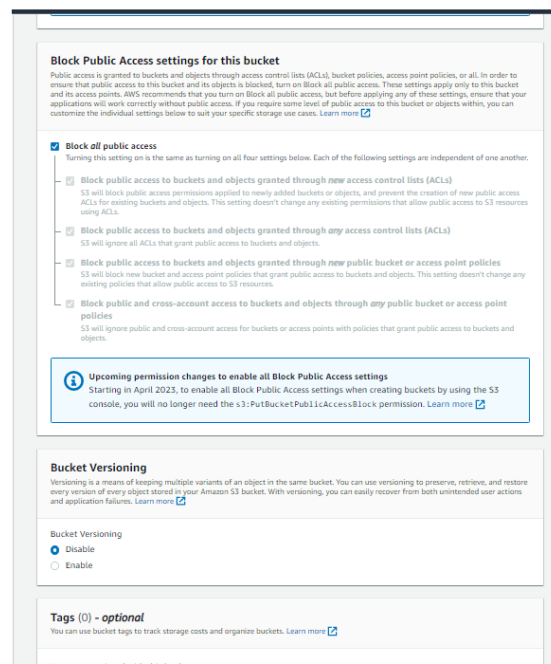 Block Public Access settings for this bucket
Public access is granted to buckets and objects through access control lists (ACLs), bucket policies, access point policies, or all. In order to
ensure that public access to this bucket and its objects is blocked, turn on Block all public access. These settings apply only to this bucket
and its access points. AWS recommends that you turn on Block all public access, but before applying any of these settings, ensure that your
applications will work correctly without public access. If you require some level of public access to this bucket or objects within, you can
customize the individual settings below to suit your specific storage use cases. Learn more
Block all public access
Turning this setting on is the same as turning on all four settings below. Each of the following settings are independent of one another.
Block public access to buckets and objects granted through new access control lists (ACLs)
S3 will block public access permissions applied to newly added buckets or objects, and prevent the creation of new public access
ACLs for existing buckets and objects. This setting doesn't change any existing permissions that allow public access to S3 resources
using ACLs.
Block public access to buckets and objects granted through any access control lists (ACLs)
S3 will ignore all ACLs that grant public access to buckets and objects.
Block public access to buckets and objects granted through new public bucket or access point policies
S3 will block new bucket and access point policies that grant public access to buckets and objects. This setting doesn't change any
existing policies that allow public access to S3 resources.
Block public and cross-account access to buckets and objects through any public bucket or access point
policies
S3 will ignore public and cross-account access for buckets or access points with policies that grant public access to buckets and
objects.
Upcoming permission changes to enable all Block Public Access settings
Starting in April 2023, to enable all Block Public Access settings when creating buckets by using the S3
console, you will no longer need the s3:PutBucketPublicAccessBlock permission. Learn more
Bucket Versioning
Versioning is a means of keeping multiple variants of an object in the same bucket. You can use versioning to preserve, retrieve, and restore
every version of every object stored in your Amazon S3 bucket. With versioning, you can easily recover from both unintended user actions
and application failures. Learn more
Bucket Versioning
Disable
Enable
Tags (0) - optional
You can use bucket tags to track storage costs and organize buckets. Learn more